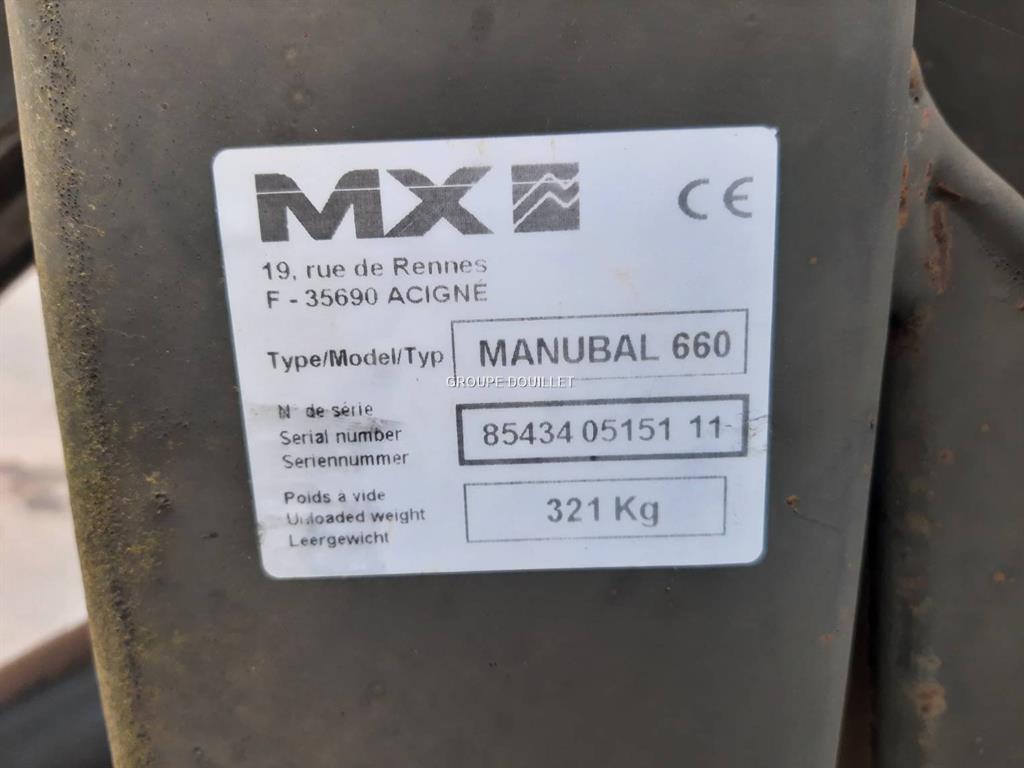 MX CE
19, rue de Rennes
F - 35690 ACIGNÉ
Type/Model/Typ MANUBAL 660
GROUPE DOUILLET
N° de série
Serial number 85434 05151 11
Seriennummer
Poids à vide
Unloaded weight 321 Kg
Leergewicht